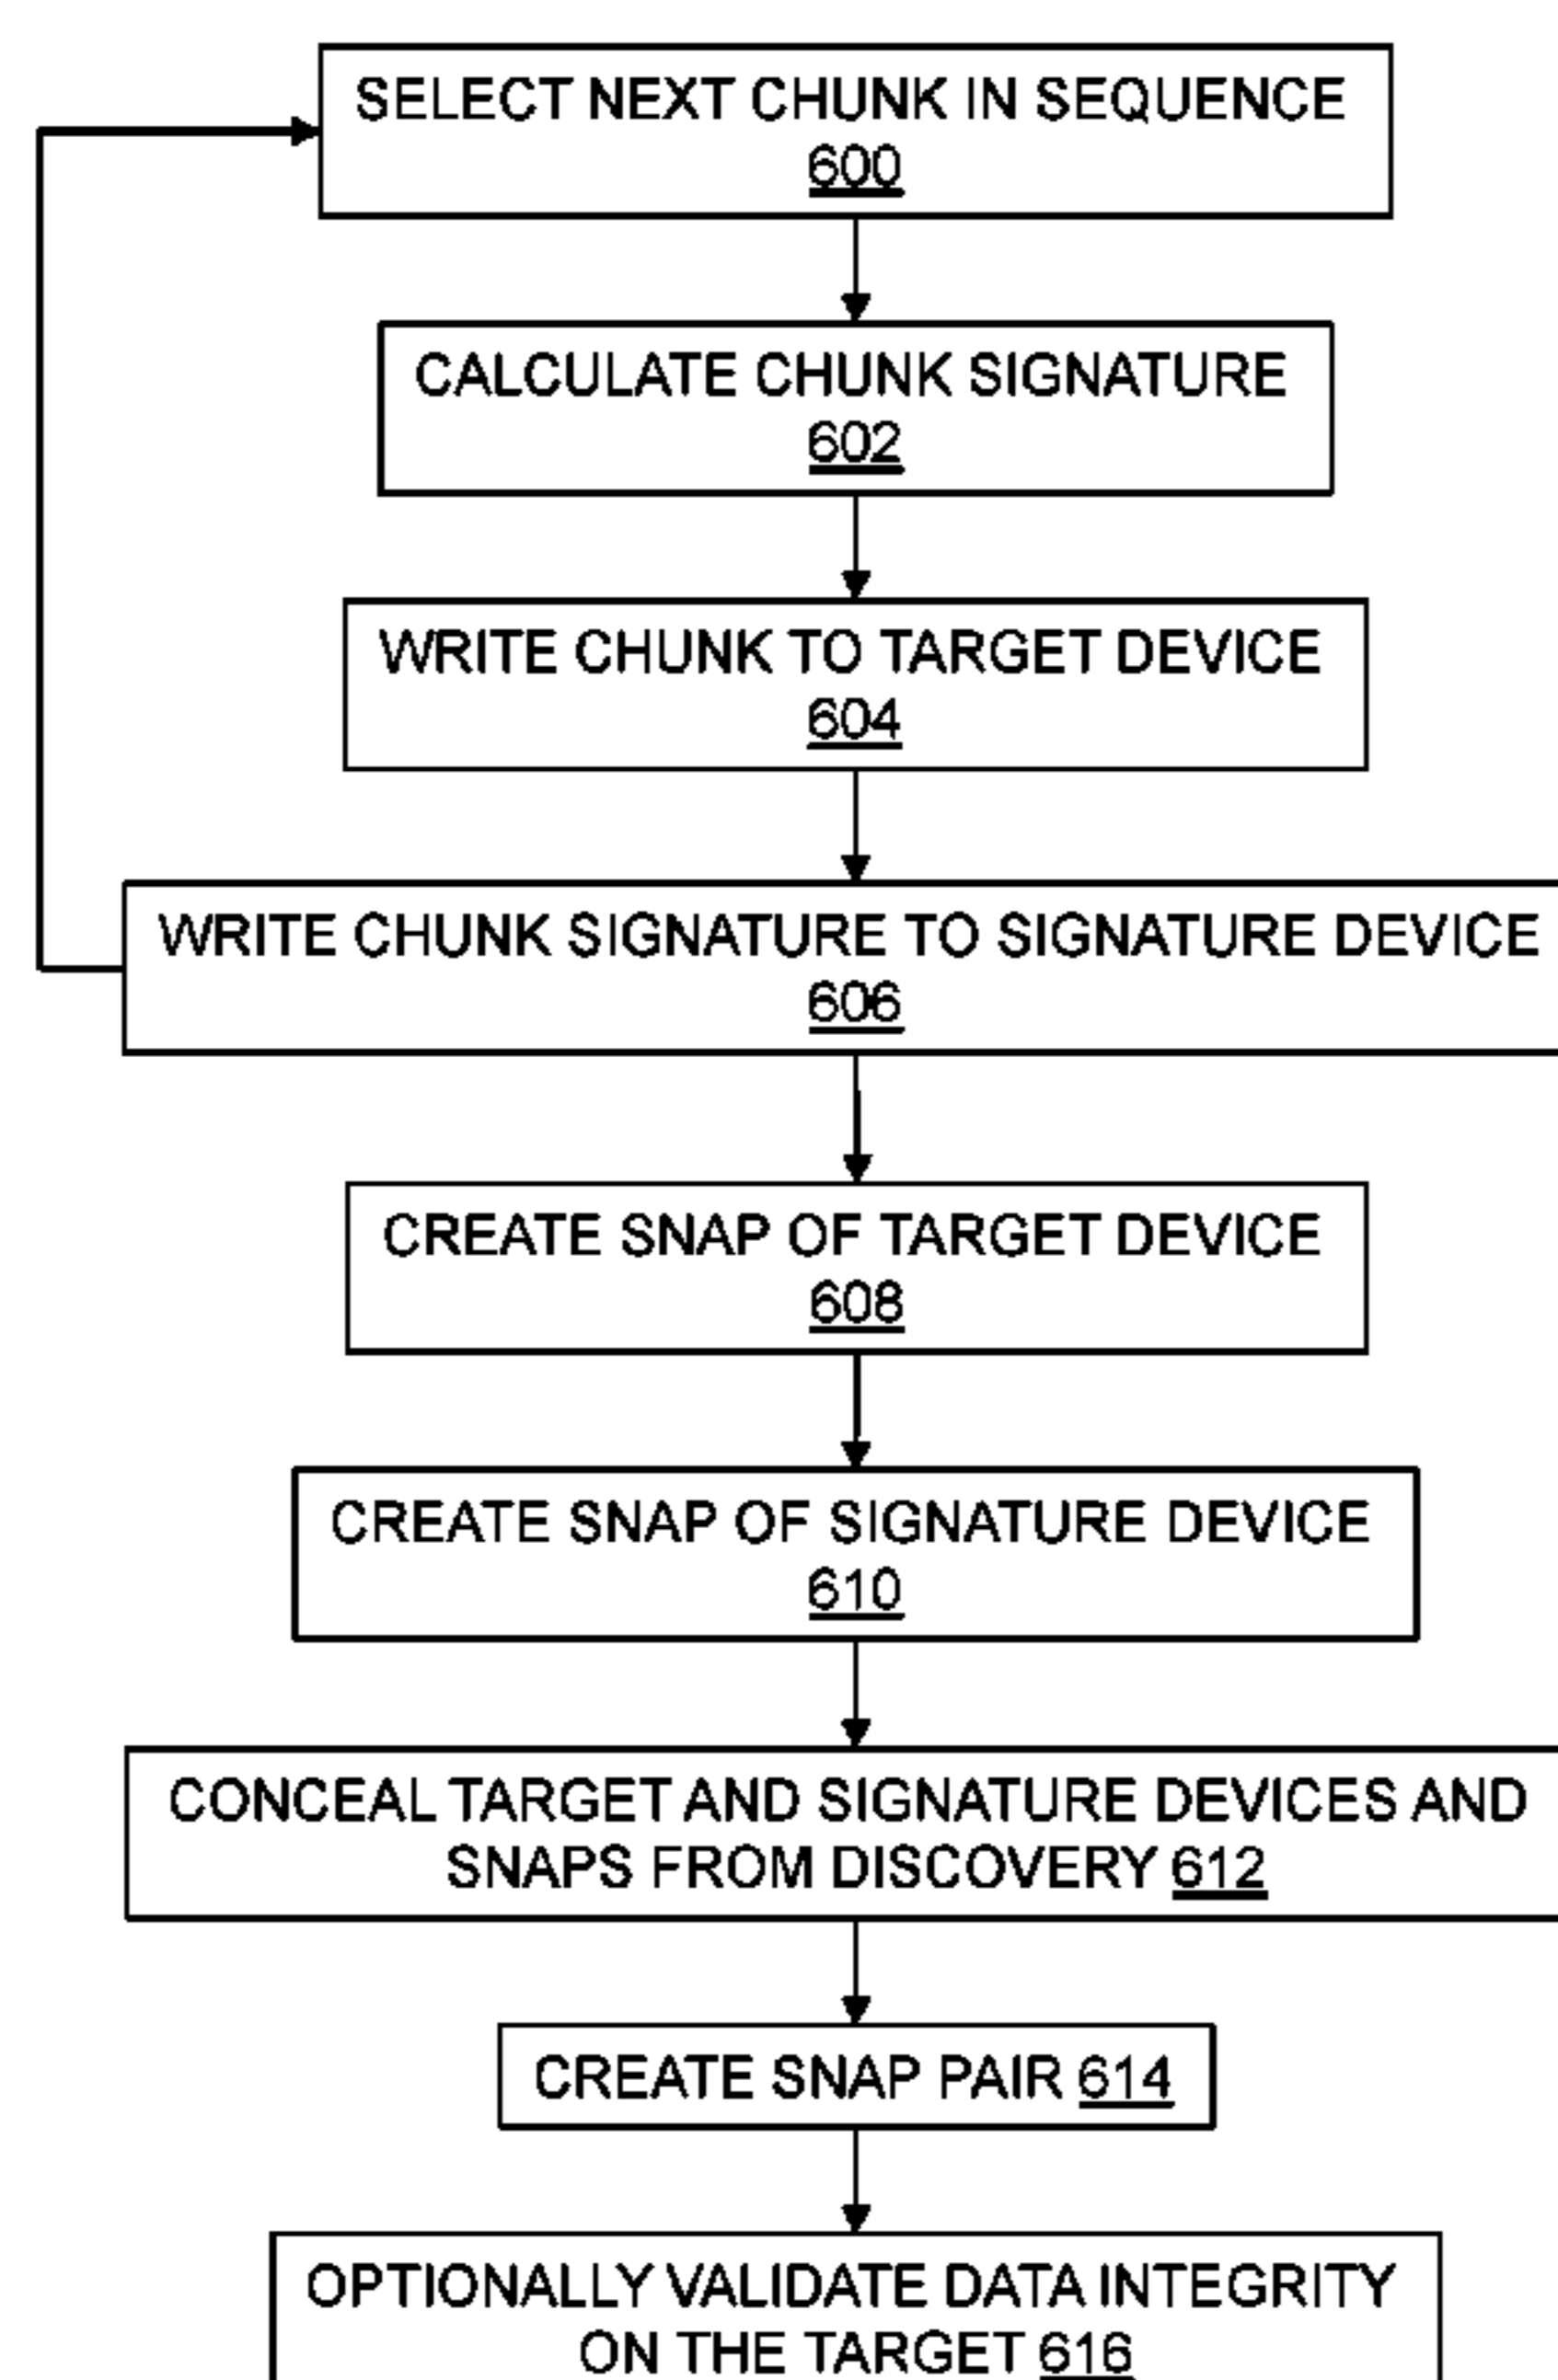 SELECT NEXT CHUNK IN SEQUENCE
600
CALCULATE CHUNK SIGNATURE
602
WRITE CHUNK TO TARGET DEVICE
604
WRITE CHUNK SIGNATURE TO SIGNATURE DEVICE
606
CREATE SNAP OF TARGET DEVICE
608
CREATE SNAP OF SIGNATURE DEVICE
610
CONCEAL TARGET AND SIGNATURE DEVICES AND
SNAPS FROM DISCOVERY 612
CREATE SNAP PAIR 614
OPTIONALLY VALIDATE DATA INTEGRITY
ON THE TARGET 616